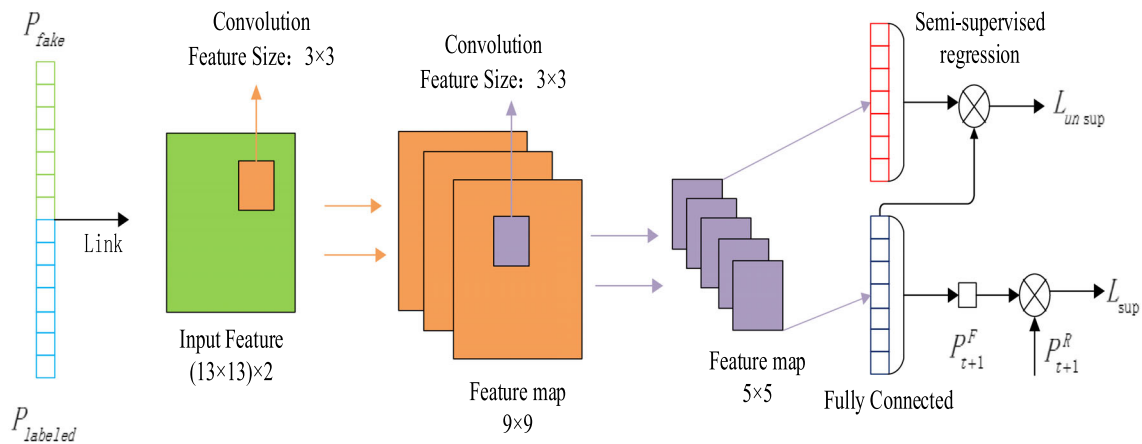 P_fake
P_labeled
Link
Convolution
Feature Size: 3×3
Input Feature
(13×13)×2
Convolution
Feature Size: 3×3
Feature map
9×9
Feature map
5×5
Semi-supervised
regression
L_un sup
Fully Connected
P^F_t+1
P^R_t+1
L_sup